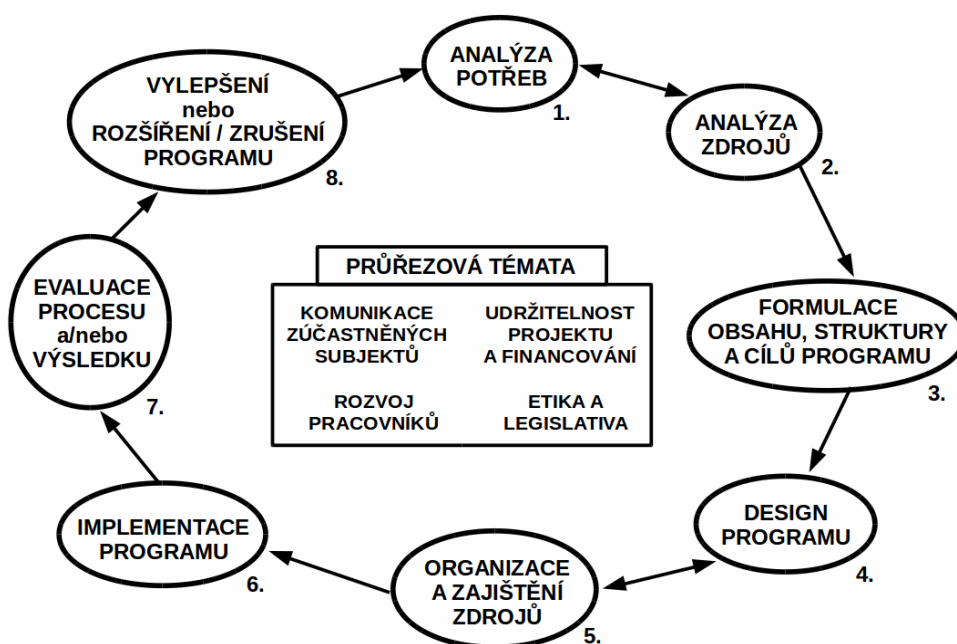 ANALÝZA
POTŘEB
1.
ANALÝZA
ZDROJŮ
2.
FORMULACE
OBSAHU, STRUKTURY
A CÍLŮ PROGRAMU
3.
DESIGN
PROGRAMU
4.
ORGANIZACE
A ZAJIŠTĚNÍ
ZDROJŮ
5.
IMPLEMENTACE
PROGRAMU
6.
EVALUACE
PROCESU
a/nebo
VÝSLEDKU
7.
VYLEPŠENÍ
nebo
ROZŠÍŘENÍ / ZRUŠENÍ
PROGRAMU
8.
PRŮŘEZOVÁ TÉMATA
KOMUNIKACE
ZÚČASTNĚNÝCH
SUBJEKTŮ
UDRŽITELNOST
PROJEKTU
A FINANCOVÁNÍ
ROZVOJ
PRACOVNÍKŮ
ETIKA A
LEGISLATIVA